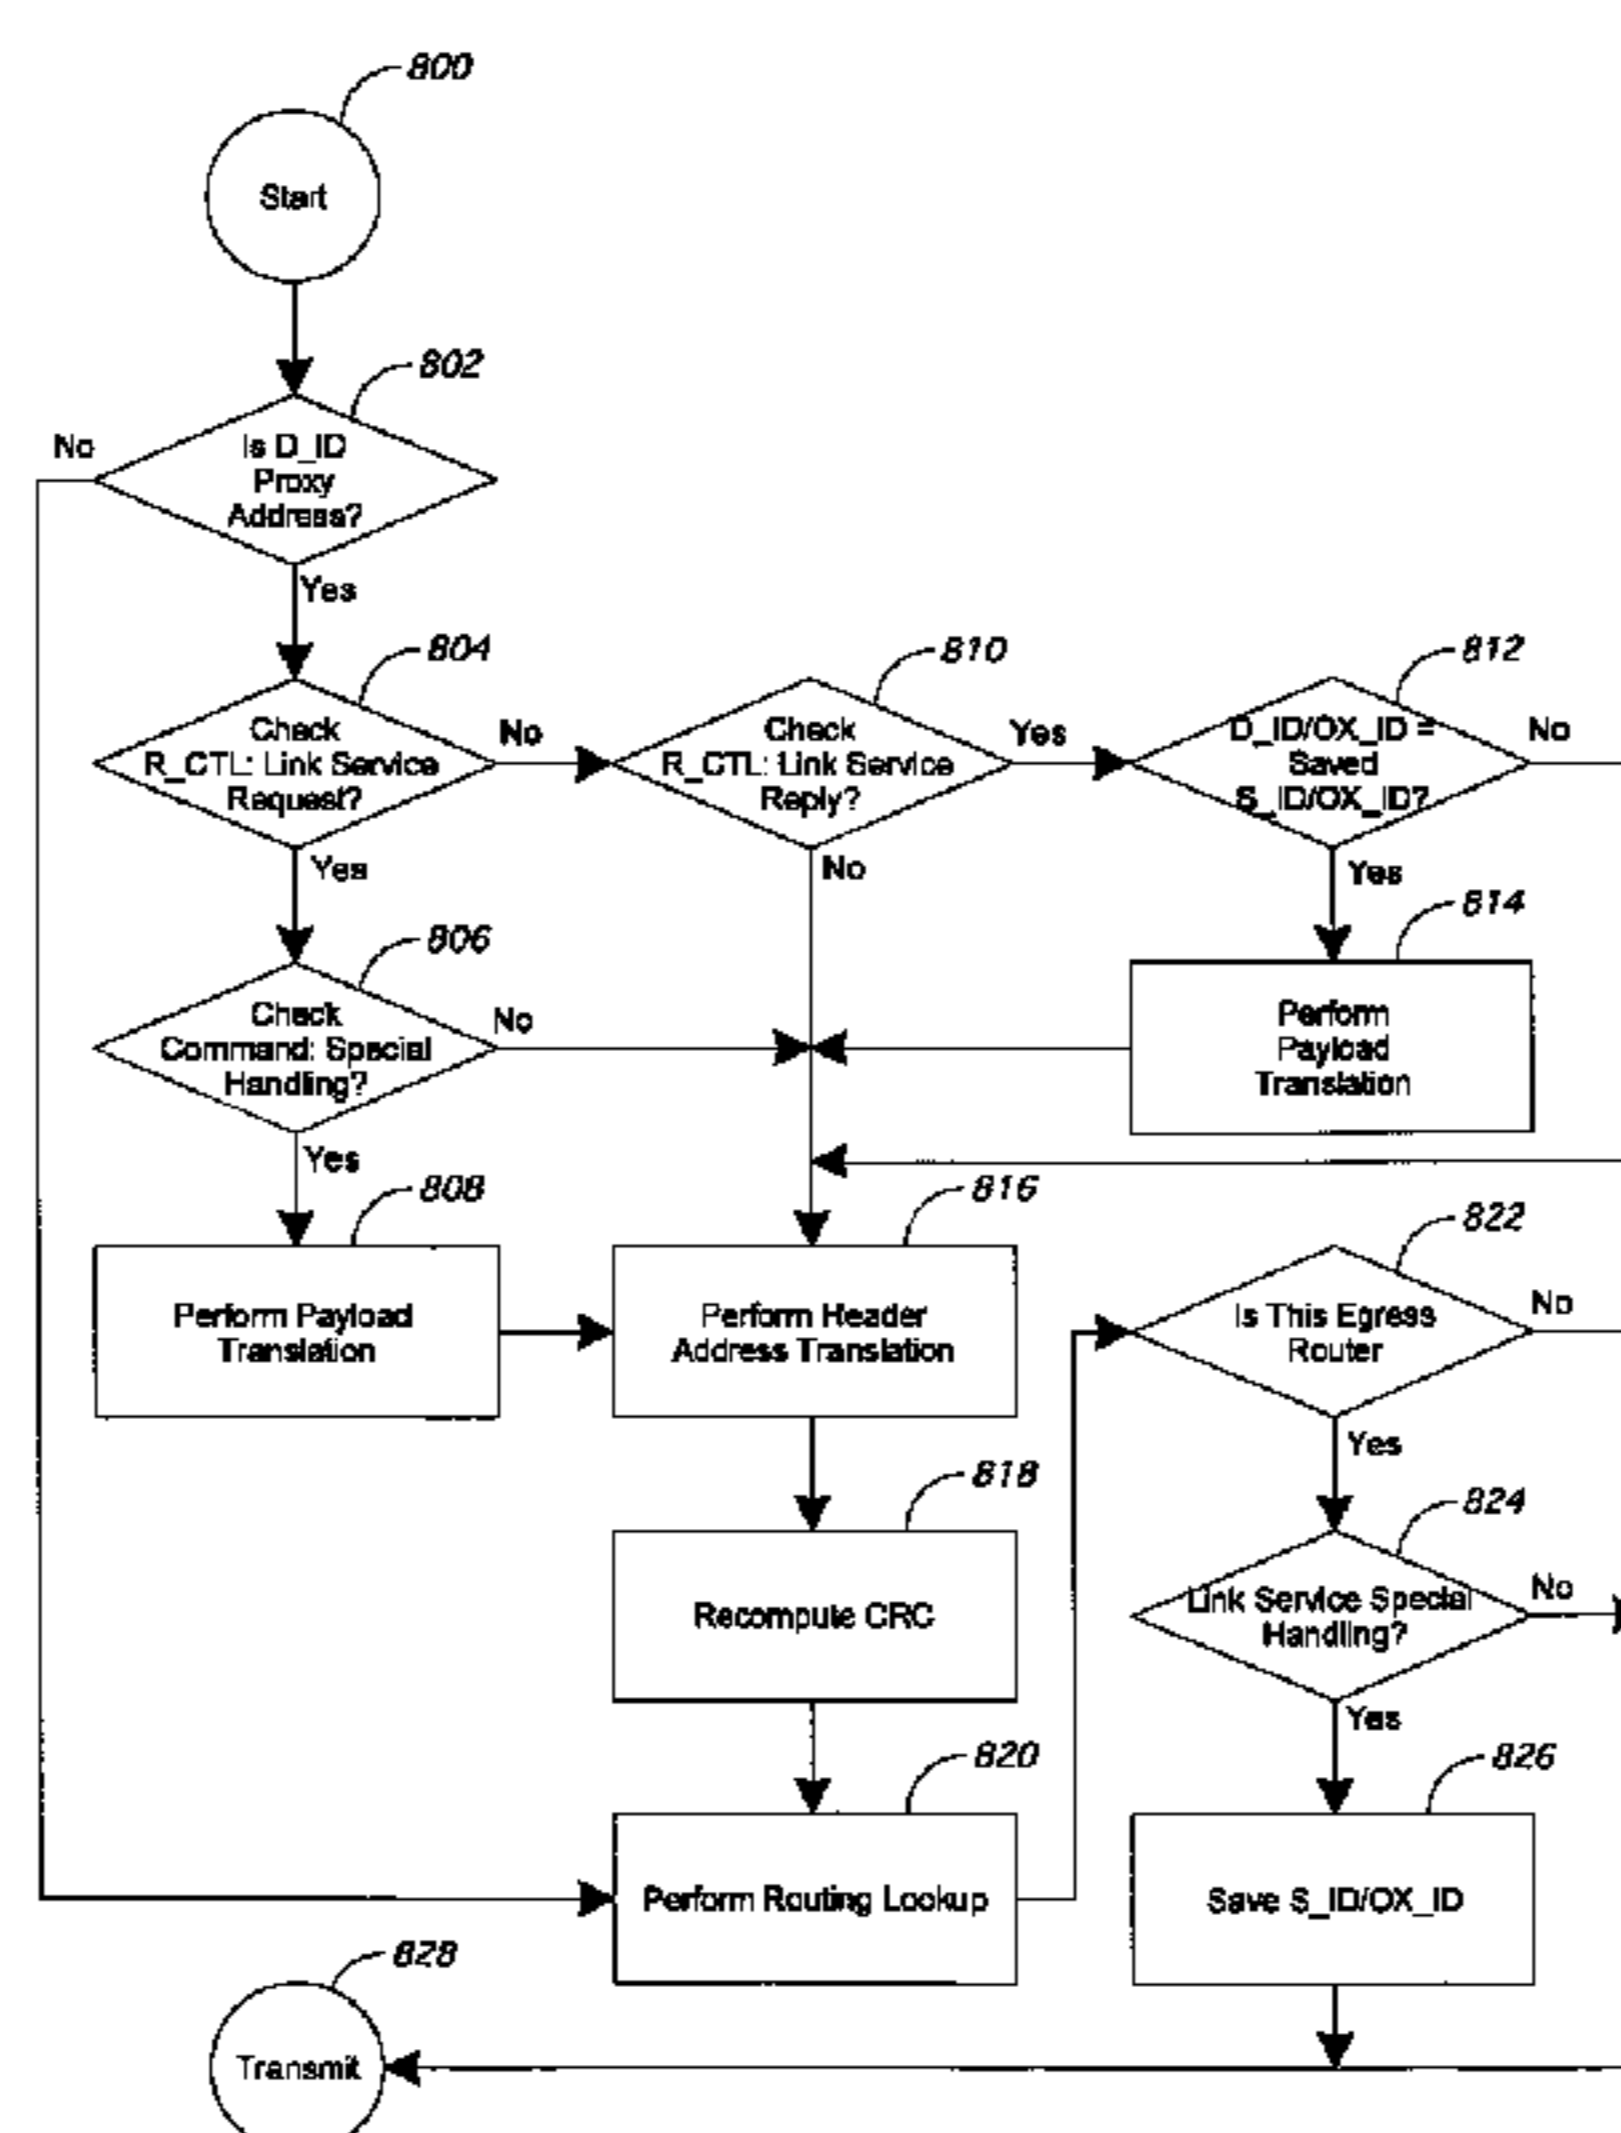 800
Start
802
No
Is D_ID
Proxy
Address?
Yes
804
Check
R_CTL: Link Service
Request?
No
Yes
810
Check
R_CTL: Link Service
Reply?
Yes
No
812
D_ID/OX_ID =
Saved
S_ID/OX_ID?
No
Yes
806
Check
Command: Special
Handling?
No
Yes
814
Perform
Payload
Translation
808
Perform Payload
Translation
816
Perform Header
Address Translation
822
Is This Egress
Router
No
Yes
818
Recompute CRC
824
Link Service Special
Handling?
No
Yes
820
Perform Routing Lookup
826
Save S_ID/OX_ID
828
Transmit